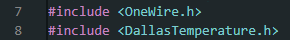 7 #include <OneWire.h>
8 #include <DallasTemperature.h>